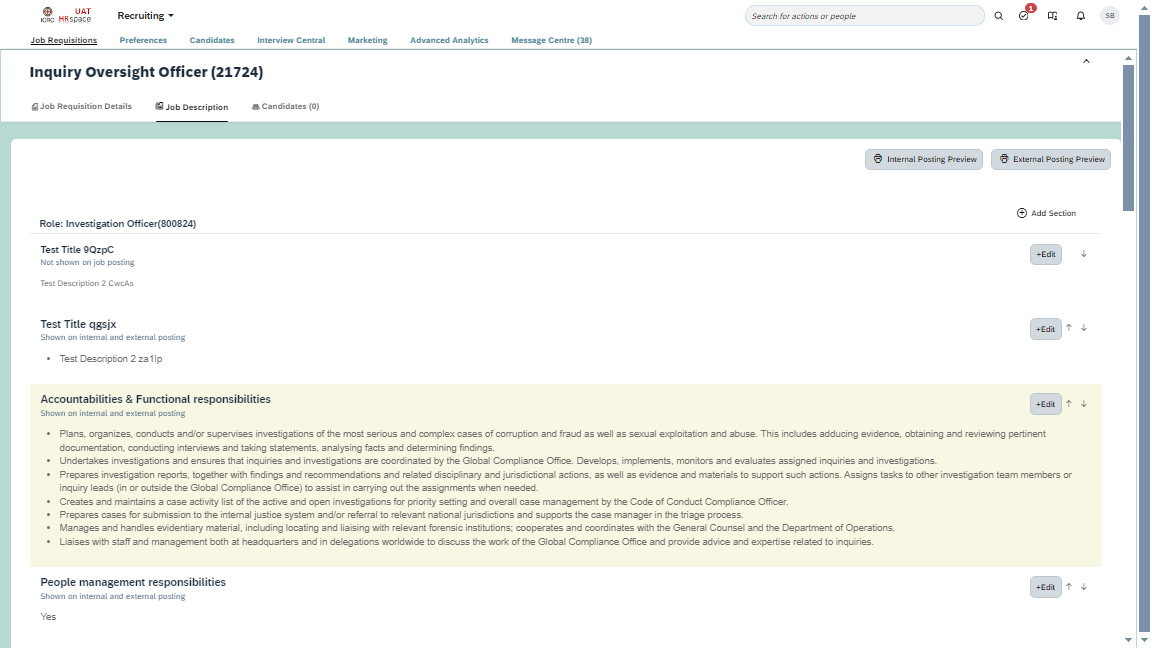 ICRC UAT HRspace
Recruiting
Search for actions or people
1
SB
Job Requisitions Preferences Candidates Interview Central Marketing Advanced Analytics Message Centre (38)
Inquiry Oversight Officer (21724)
Job Requisition Details Job Description Candidates (0)
Internal Posting Preview External Posting Preview
Add Section
Role: Investigation Officer(800824)
Test Title 9QzpC
Not shown on job posting
+Edit
Test Description 2 CwcAs
Test Title qgsjx
Shown on internal and external posting
+Edit
• Test Description 2 za1lp
Accountabilities & Functional responsibilities
Shown on internal and external posting
+Edit
• Plans, organizes, conducts and/or supervises investigations of the most serious and complex cases of corruption and fraud as well as sexual exploitation and abuse. This includes adducing evidence, obtaining and reviewing pertinent
documentation, conducting interviews and taking statements, analysing facts and determining findings.
• Undertakes investigations and ensures that inquiries and investigations are coordinated by the Global Compliance Office. Develops, implements, monitors and evaluates assigned inquiries and investigations.
• Prepares investigation reports, together with findings and recommendations and related disciplinary and jurisdictional actions, as well as evidence and materials to support such actions. Assigns tasks to other investigation team members or
inquiry leads (in or outside the Global Compliance Office) to assist in carrying out the assignments when needed.
• Creates and maintains a case activity list of the active and open investigations for priority setting and overall case management by the Code of Conduct Compliance Officer.
• Prepares cases for submission to the internal justice system and/or referral to relevant national jurisdictions and supports the case manager in the triage process.
• Manages and handles evidentiary material, including locating and liaising with relevant forensic institutions; cooperates and coordinates with the General Counsel and the Department of Operations.
• Liaises with staff and management both at headquarters and in delegations worldwide to discuss the work of the Global Compliance Office and provide advice and expertise related to inquiries.
People management responsibilities
Shown on internal and external posting
+Edit
Yes